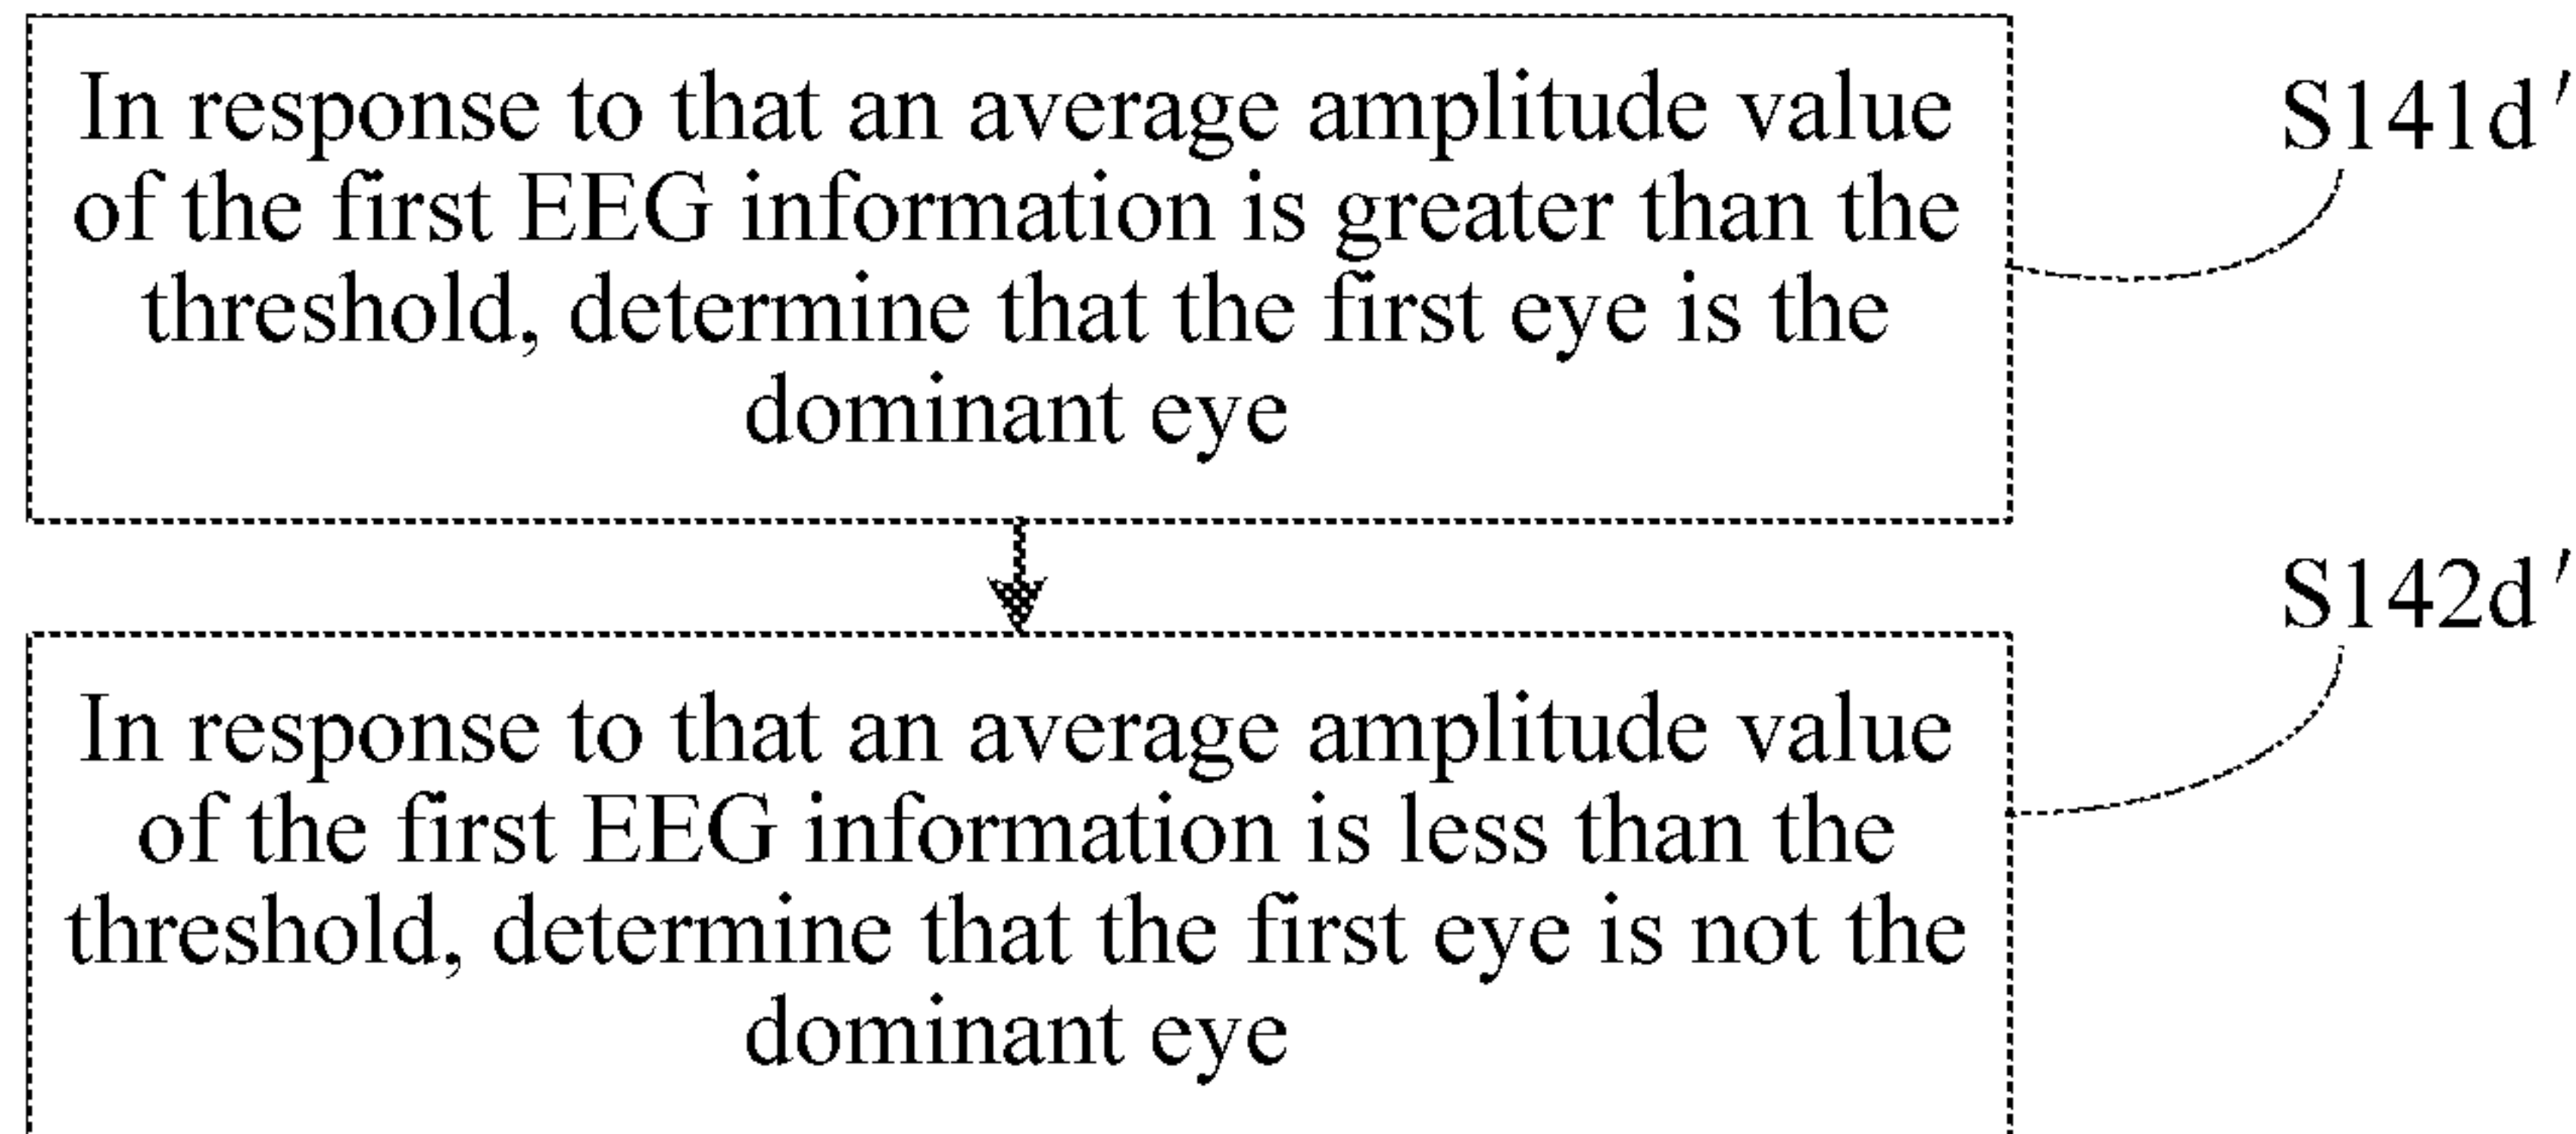 In response to that an average amplitude value
of the first EEG information is greater than the
threshold, determine that the first eye is the
dominant eye
S141d′
In response to that an average amplitude value
of the first EEG information is less than the
threshold, determine that the first eye is not the
dominant eye
S142d′